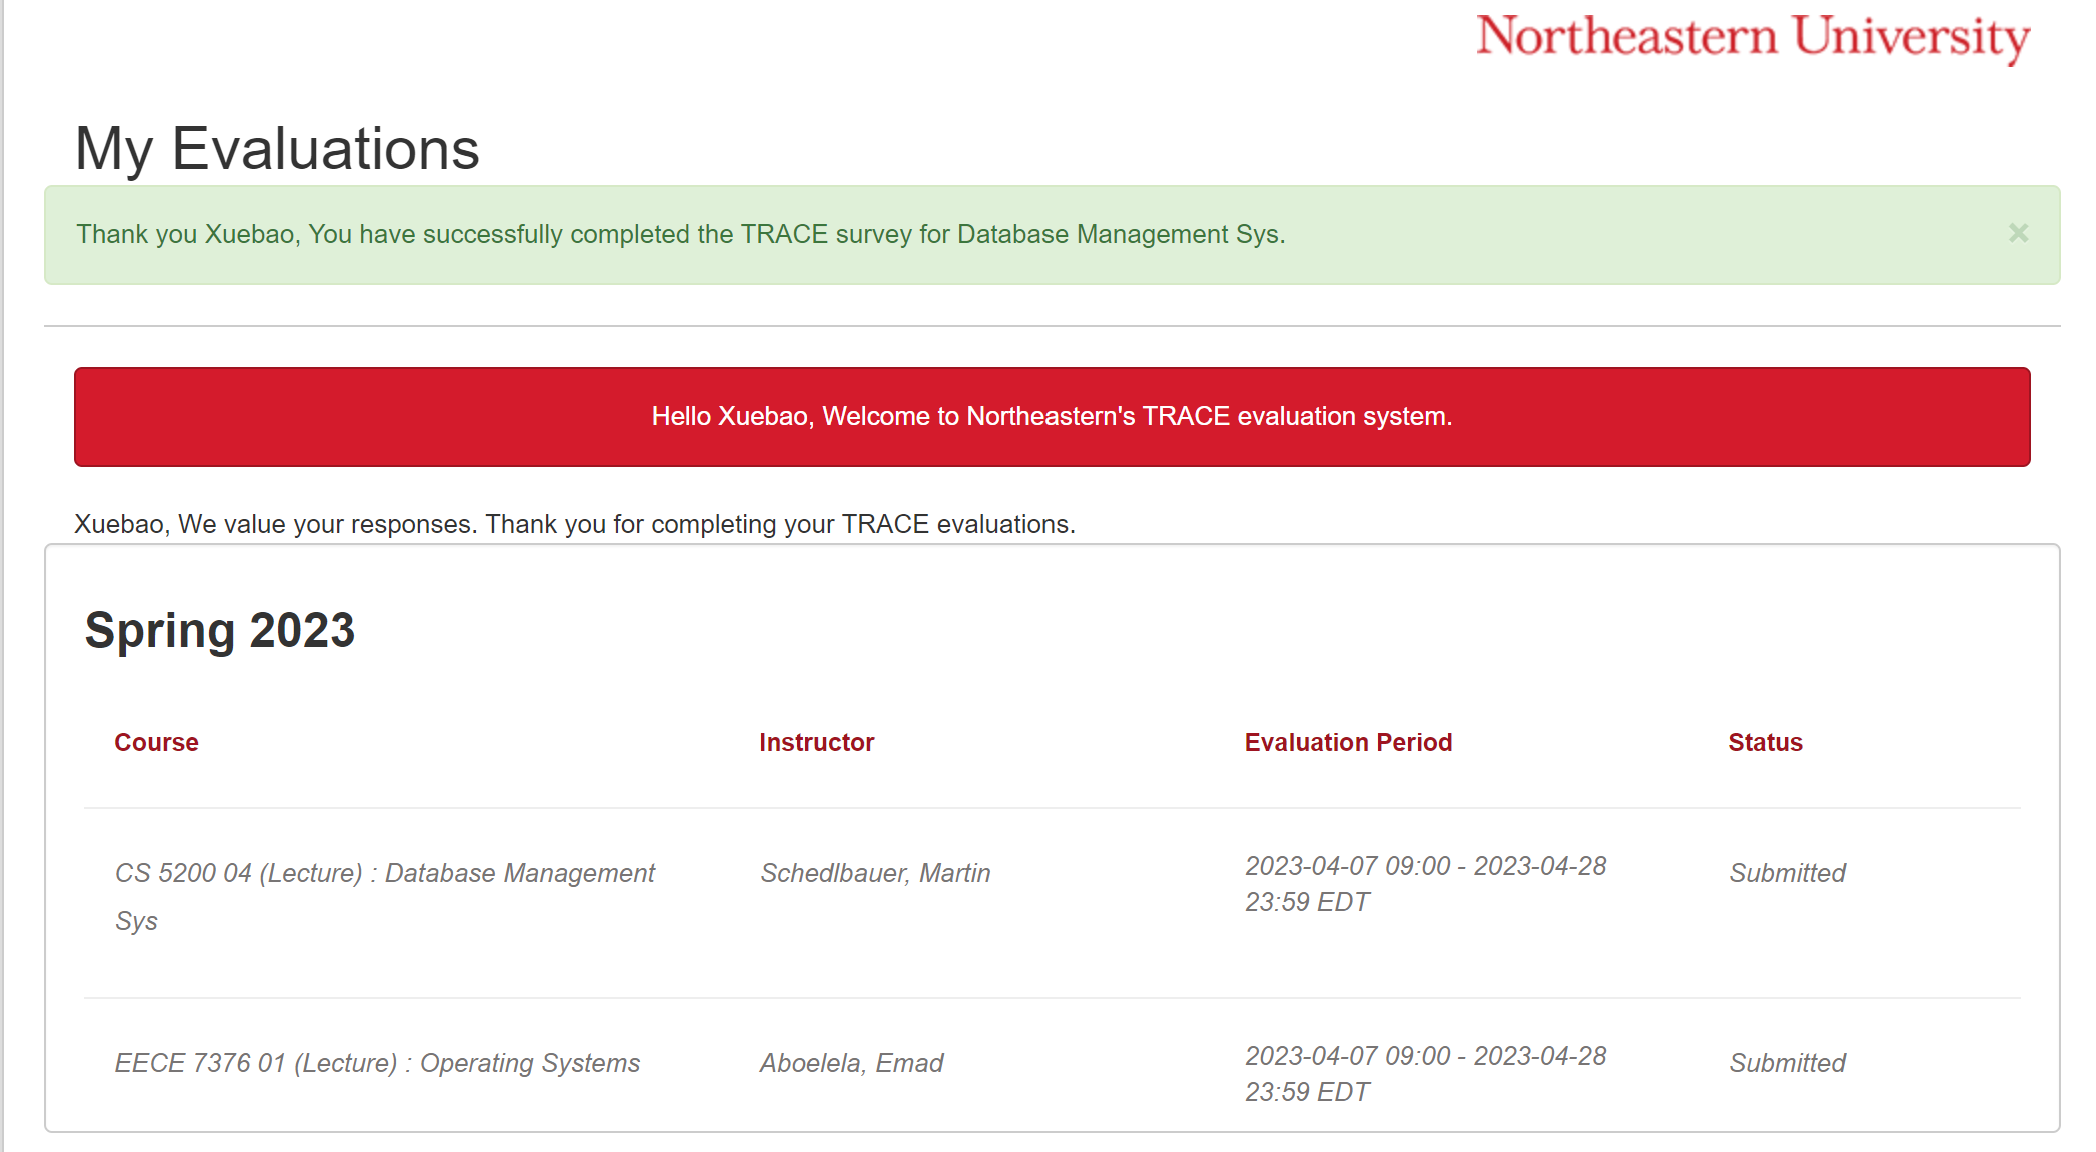 Northeastern University
My Evaluations
Thank you Xuebao, You have successfully completed the TRACE survey for Database Management Sys.
×
Hello Xuebao, Welcome to Northeastern's TRACE evaluation system.
Xuebao, We value your responses. Thank you for completing your TRACE evaluations.
Spring 2023
Course Instructor Evaluation Period Status
CS 5200 04 (Lecture) : Database Management
Sys
Schedlbauer, Martin
2023-04-07 09:00 - 2023-04-28
23:59 EDT
Submitted
EECE 7376 01 (Lecture) : Operating Systems
Aboelela, Emad
2023-04-07 09:00 - 2023-04-28
23:59 EDT
Submitted